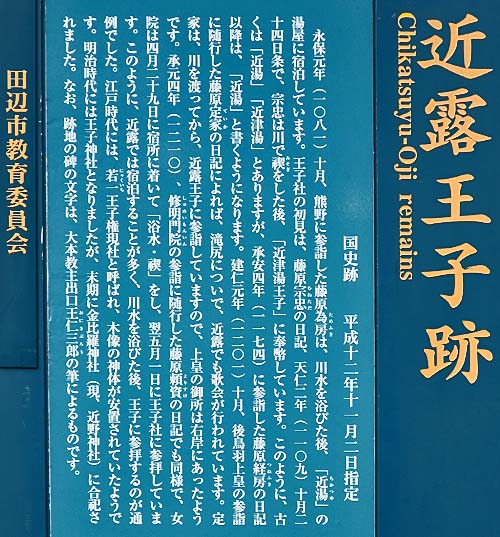 近露王子跡
Chikatsuyu-Oji remains
国史跡 平成十二年十一月二日指定
永保元年（一〇八一）十月、熊野に参詣した藤原為房は、川水を浴びた後、「近湯」の
湯屋に宿泊しています。王子社の初見は、藤原宗忠の日記、天仁二年（一一〇九）十月二
十四日条で、宗忠は川で禊をした後、「近津湯王子」に奉幣しています。このように、古
くは「近湯」「近津湯」とありますが、承安四年（一一七四）に参詣した藤原経房の日記
以降は、「近湯」と書くようになります。建仁元年（一二〇一）十月、後鳥羽上皇の参詣
に随行した藤原定家の日記によれば、滝尻についで、近露でも歌会が行われています。定
家は、川を渡ってから、近露王子に参詣していますので、上皇の御所は右岸にあったよう
です。承元四年（一二一〇）、修明門院の参詣に随行した藤原頼資の日記でも同様で、女
院は四月二十九日に宿所に着いて「浴水・禊」をし、翌五月一日に王子社に参拝していま
す。このように、近露では宿泊することが多く、川水を浴びた後、王子に参拝するのが通
例でした。江戸時代には、若一王子権現社と呼ばれ、木像の神体が安置されていたようで
す。明治時代には王子神社となりましたが、末期に金比羅神社（現、近野神社）に合祀さ
れました。なお、跡地の碑の文字は、大本教主出口王仁三郎の筆によるものです。
田辺市教育委員会